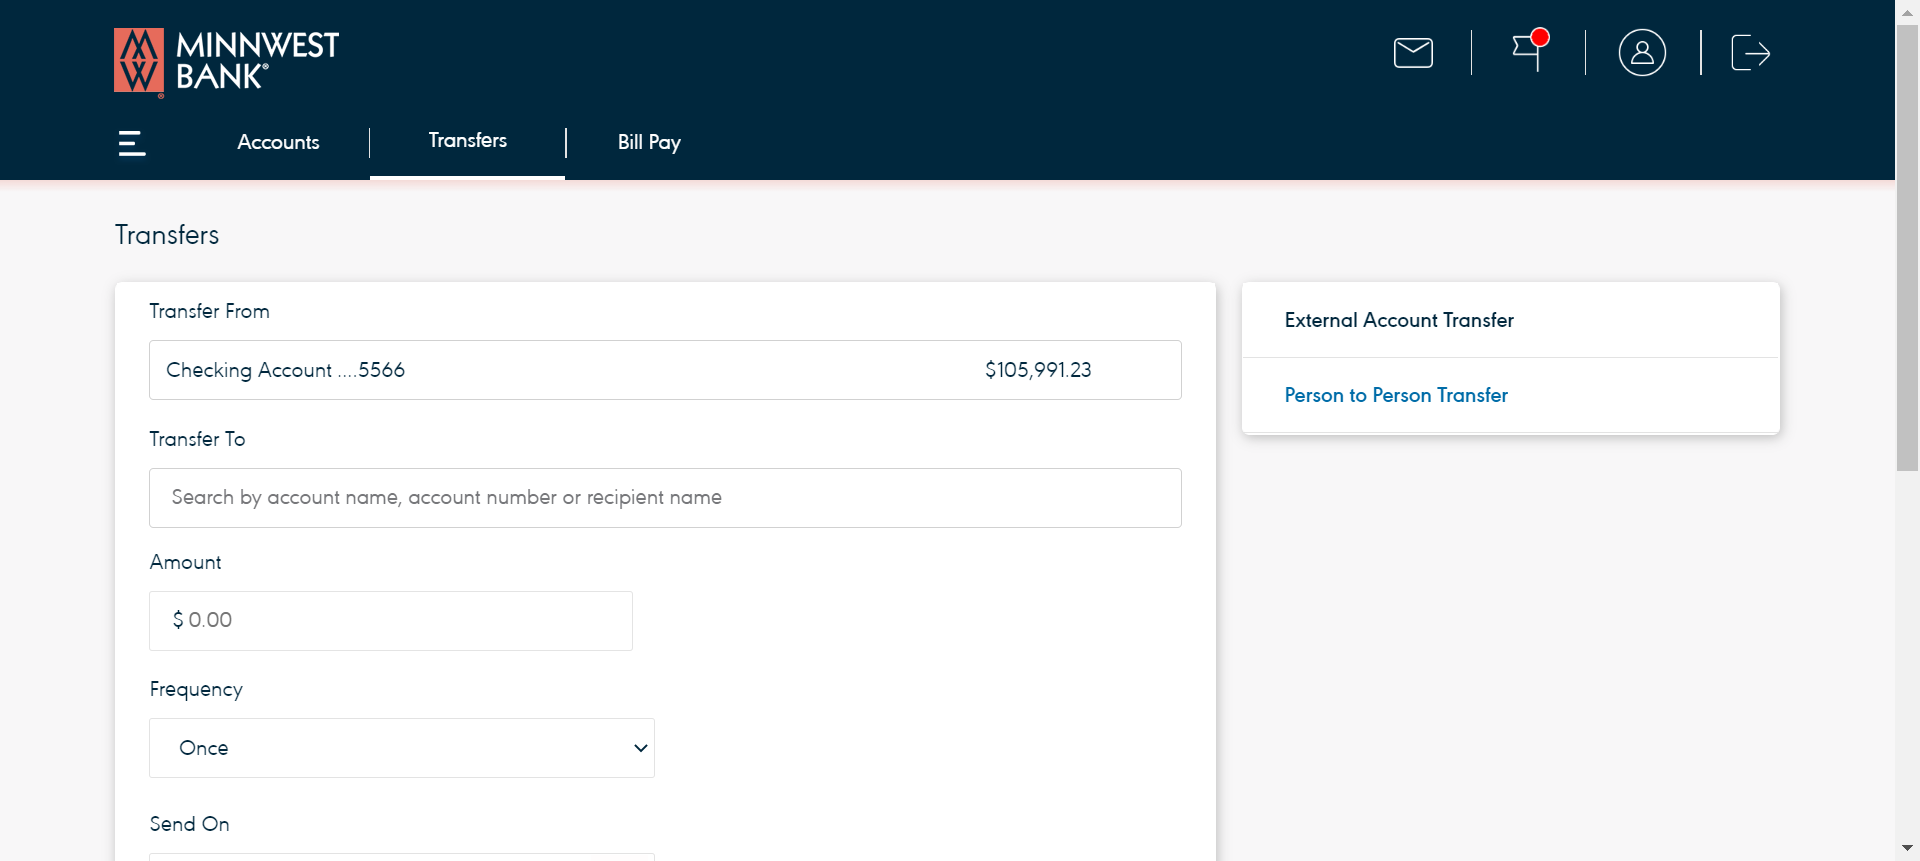 MINNWEST
BANK®
Accounts
Transfers
Bill Pay
Transfers
Transfer From
Checking Account ....5566
$105,991.23
Transfer To
Search by account name, account number or recipient name
Amount
$ 0.00
Frequency
Once
Send On
External Account Transfer
Person to Person Transfer